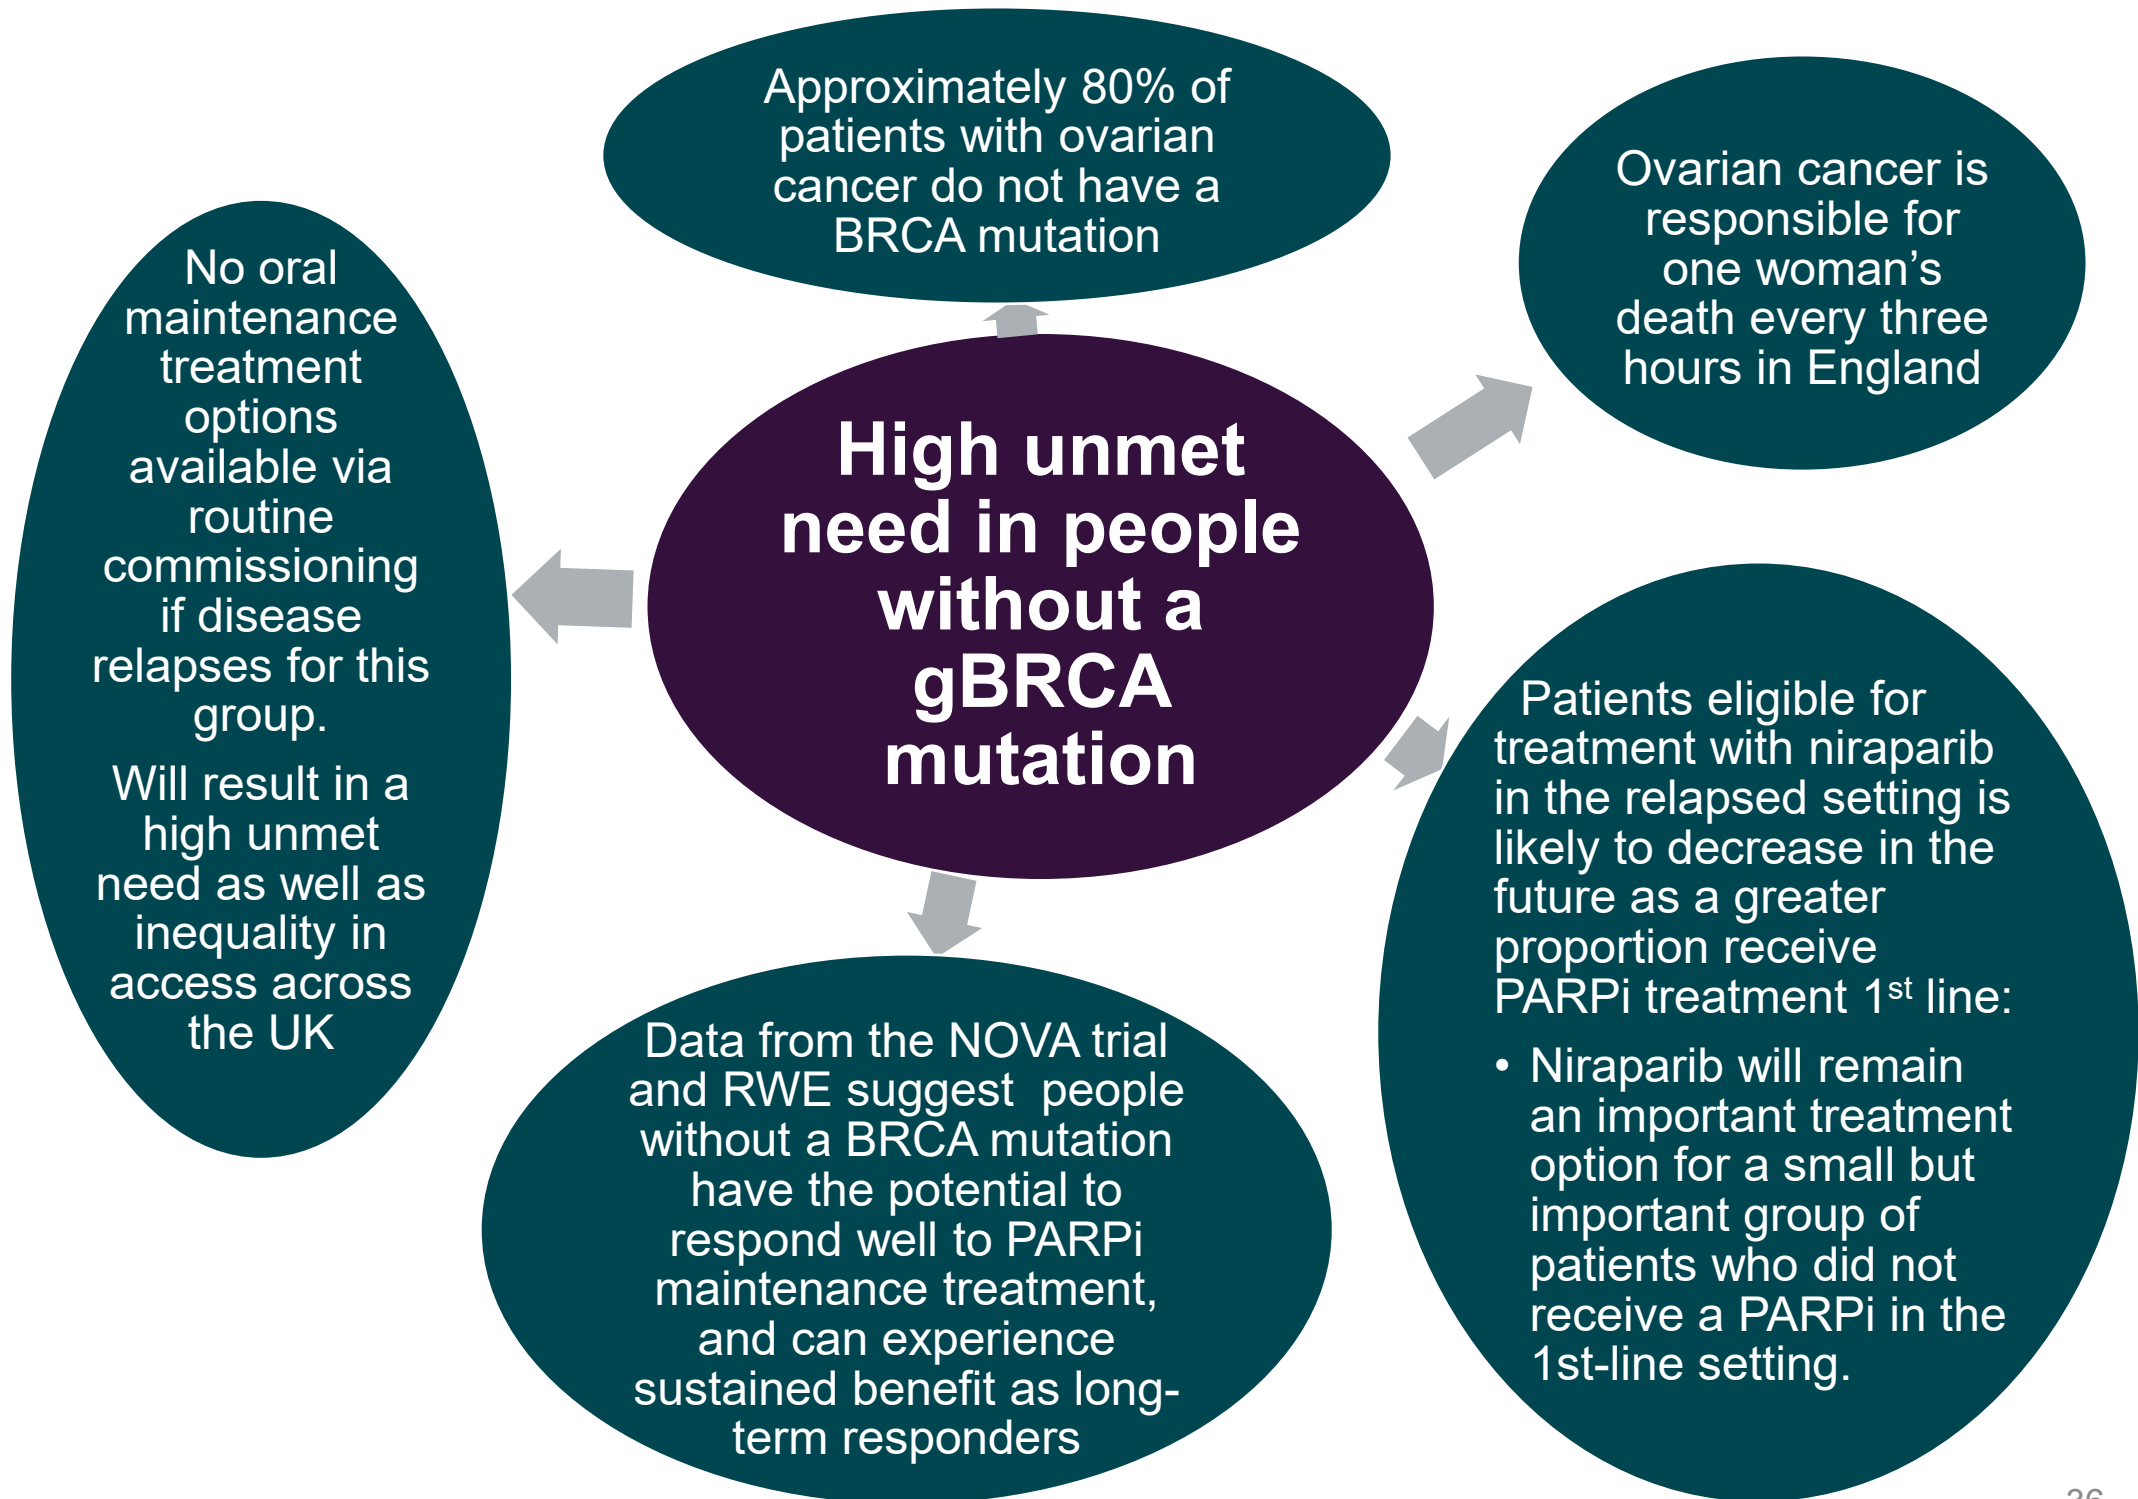 Approximately 80% of
patients with ovarian
cancer do not have a
BRCA mutation
Ovarian cancer is
responsible for
one woman’s
death every three
hours in England
No oral
maintenance
treatment
options
available via
routine
commissioning
if disease
relapses for this
group.
Will result in a
high unmet
need as well as
inequality in
access across
the UK
High unmet
need in people
without a
gBRCA
mutation
Patients eligible for
treatment with niraparib
in the relapsed setting is
likely to decrease in the
future as a greater
proportion receive
PARPi treatment 1st line:
• Niraparib will remain
an important treatment
option for a small but
important group of
patients who did not
receive a PARPi in the
1st-line setting.
Data from the NOVA trial
and RWE suggest  people
without a BRCA mutation
have the potential to
respond well to PARPi
maintenance treatment,
and can experience
sustained benefit as long-
term responders